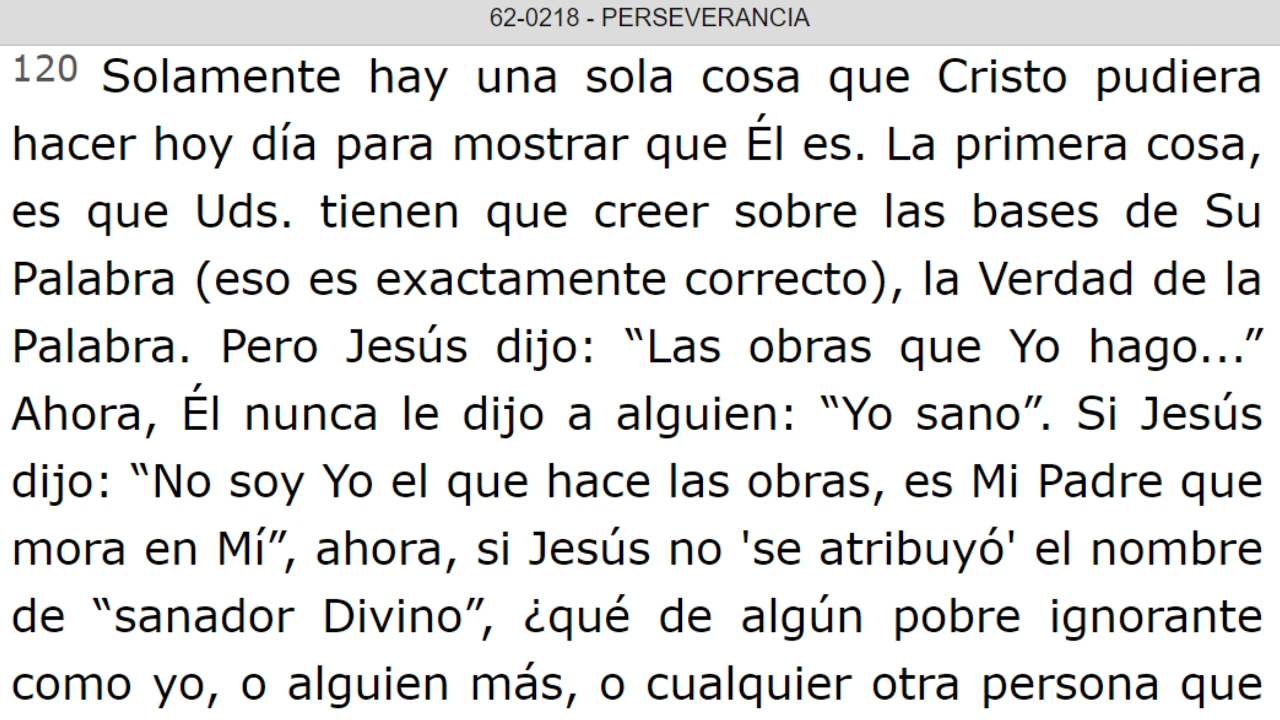 62-0218 - PERSEVERANCIA
120 Solamente hay una sola cosa que Cristo pudiera
hacer hoy día para mostrar que Él es. La primera cosa,
es que Uds. tienen que creer sobre las bases de Su
Palabra (eso es exactamente correcto), la Verdad de la
Palabra. Pero Jesús dijo: “Las obras que Yo hago...”
Ahora, Él nunca le dijo a alguien: “Yo sano”. Si Jesús
dijo: “No soy Yo el que hace las obras, es Mi Padre que
mora en Mí”, ahora, si Jesús no 'se atribuyó' el nombre
de “sanador Divino”, ¿qué de algún pobre ignorante
como yo, o alguien más, o cualquier otra persona que